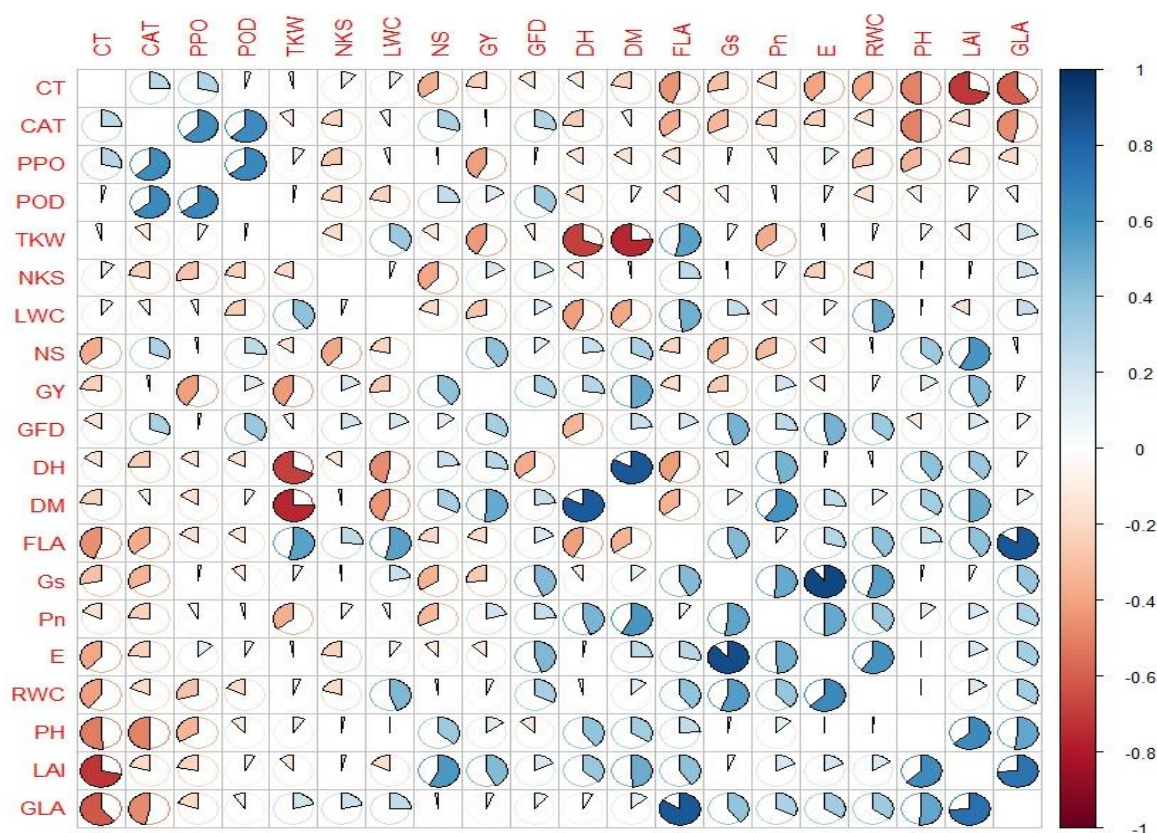 CT CAT PPO POD TKW NKS LWC NS GY GFD DH DM FLA Gs Pn E RWC PH LAI GLA
CT
CAT
PPO
POD
TKW
NKS
LWC
NS
GY
GFD
DH
DM
FLA
Gs
Pn
E
RWC
PH
LAI
GLA
1
0.8
0.6
0.4
0.2
0
-0.2
-0.4
-0.6
-0.8
-1